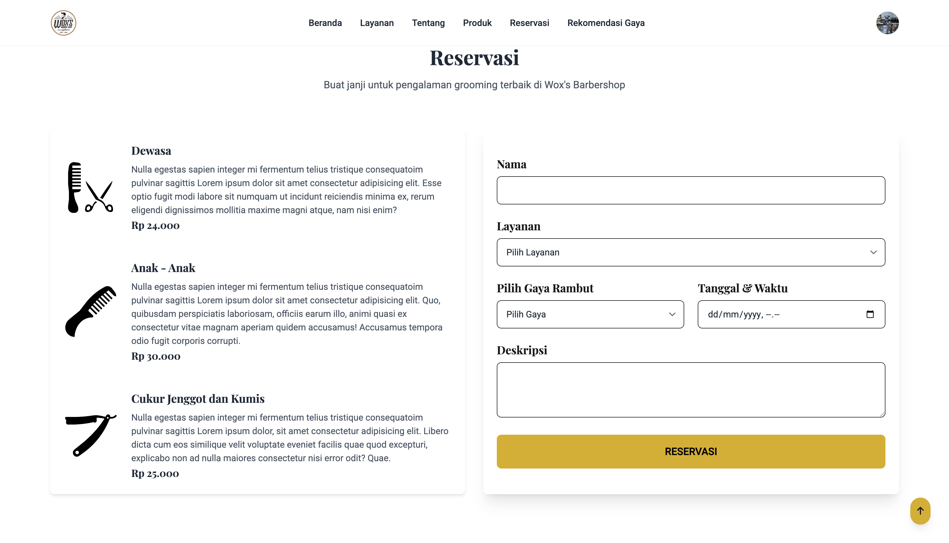 WOX'S
Beranda Layanan Tentang Produk Reservasi Rekomendasi Gaya
Reservasi
Buat janji untuk pengalaman grooming terbaik di Wox's Barbershop
Dewasa
Nulla egestas sapien integer mi fermentum tellus tristique consequatoim
pulvinar sagittis Lorem ipsum dolor sit amet consectetur adipisicing elit. Esse
optio fugit modi labore sit numquam ut incidunt reiciendis minima ex, rerum
eligendi dignissimos mollitia maxime magni atque, nam nisi enim?
Rp 24.000
Anak - Anak
Nulla egestas sapien integer mi fermentum tellus tristique consequatoim
pulvinar sagittis Lorem ipsum dolor sit amet consectetur adipisicing elit. Quo,
quibusdam perspiciatis laboriosam, officiis earum illo, animi quasi ex
consectetur vitae magnam aperiam quidem accusamus! Accusamus tempora
odio fugit corporis corrupti.
Rp 30.000
Cukur Jenggot dan Kumis
Nulla egestas sapien integer mi fermentum tellus tristique consequatoim
pulvinar sagittis Lorem ipsum dolor, sit amet consectetur adipisicing elit. Libero
dicta cum eos similique velit voluptate eveniet facilis quae quod excepturi,
explicabo non ad nulla maiores consectetur nisi error odit? Quae.
Rp 25.000
Nama
Layanan
Pilih Layanan
Pilih Gaya Rambut
Pilih Gaya
Tanggal & Waktu
dd/mm/yyyy, --.--
Deskripsi
RESERVASI